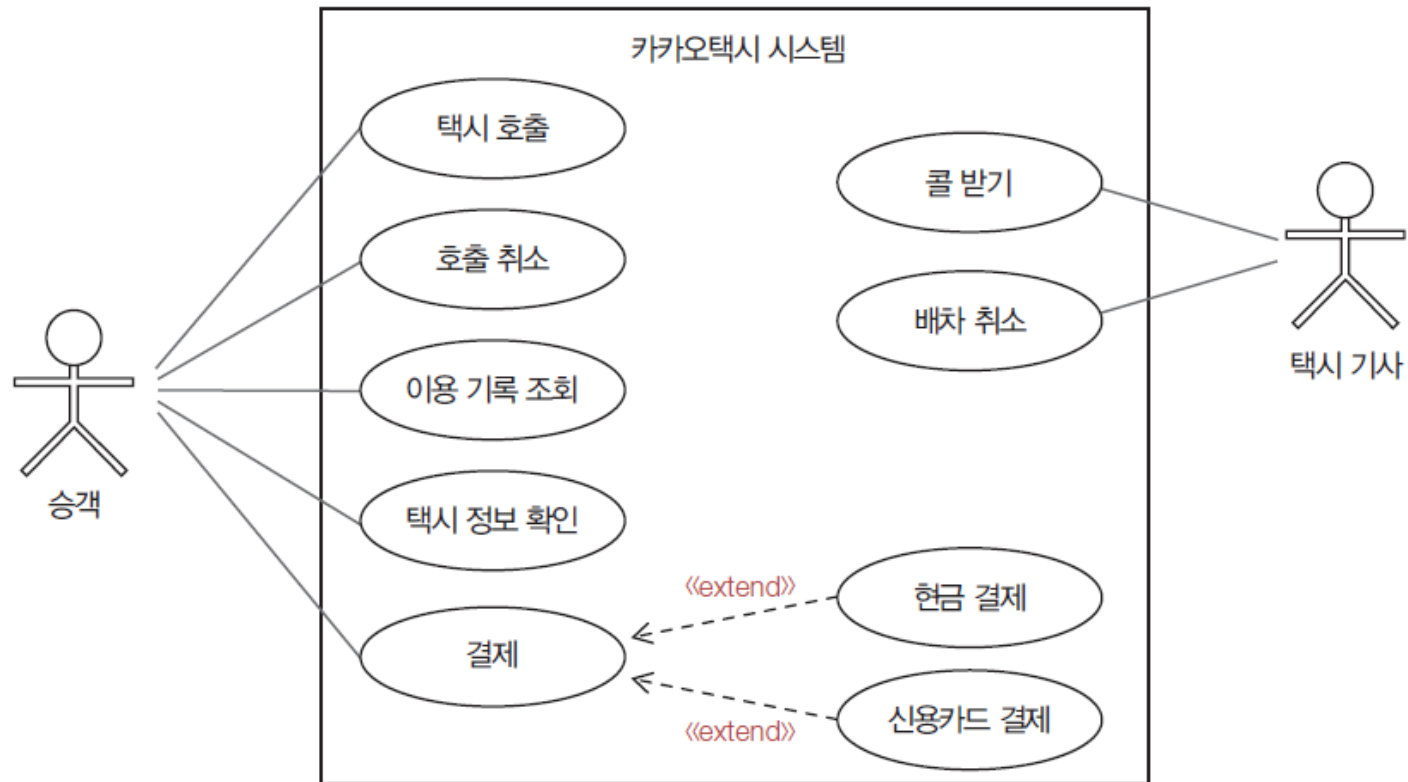 카카오택시 시스템
택시 호출
콜 받기
호출 취소
배차 취소
택시 기사
이용 기록 조회
승객
택시 정보 확인
《extend》
현금 결제
결제
신용카드 결제
《extend》